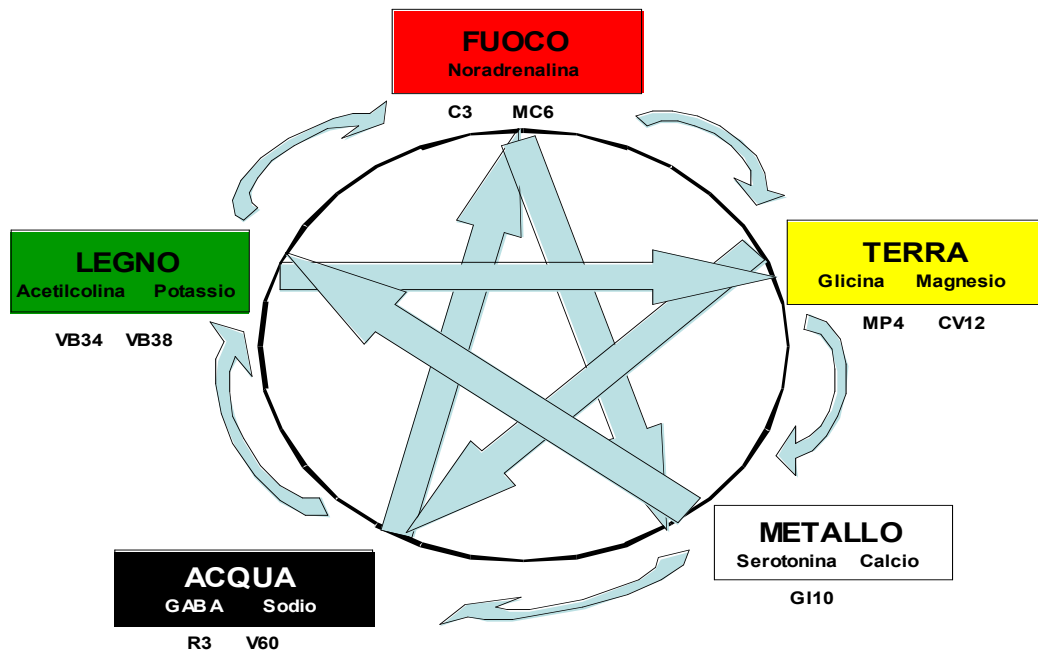 FUOCO
Noradrenalina
C3 MC6
LEGNO
Acetilcolina Potassio
VB34 VB38
TERRA
Glicina Magnesio
MP4 CV12
METALLO
Serotonina Calcio
GI10
ACQUA
GABA Sodio
R3 V60